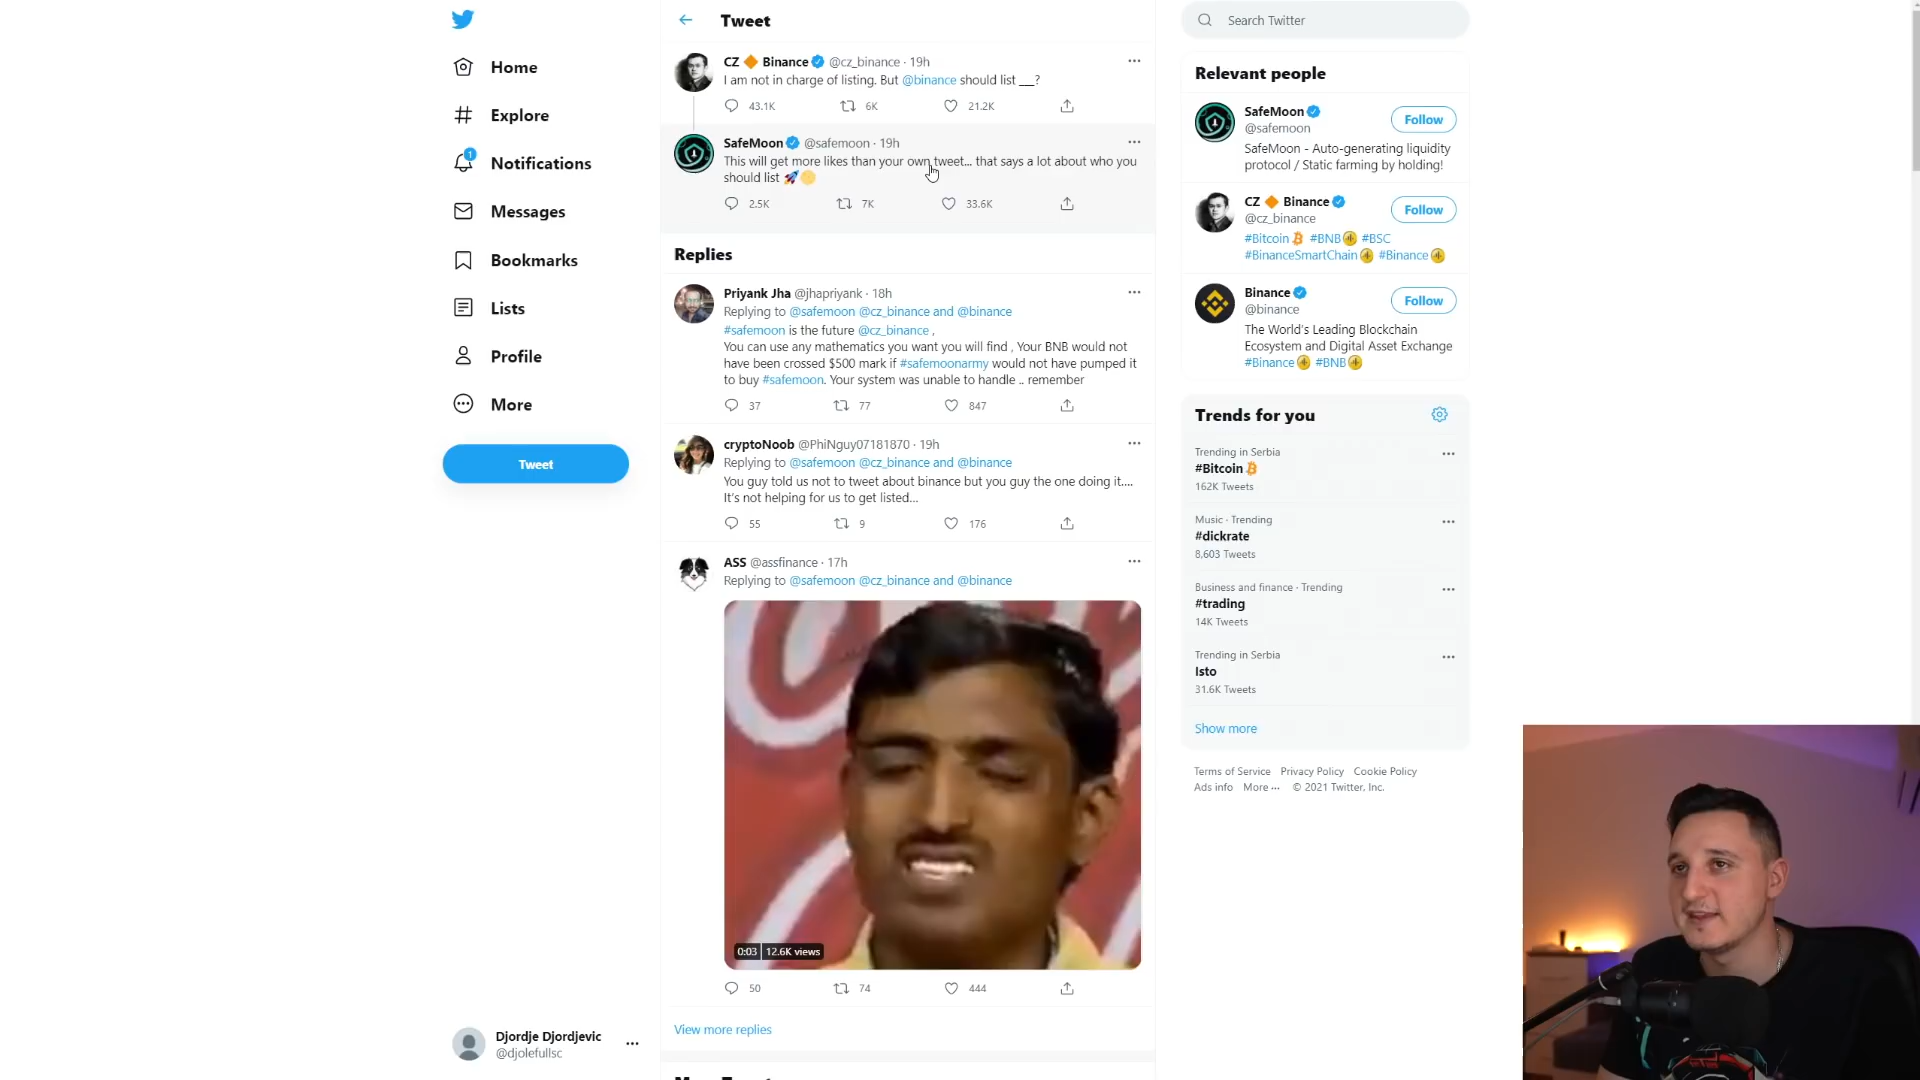 Home
Explore
1
Notifications
Messages
Bookmarks
Lists
Profile
More
Tweet
Djordje Djordjevic
@djolefullsc
Tweet
CZ 🔶 Binance @cz_binance · 19h
I am not in charge of listing. But @binance should list ___?
43.1K 6K 21.2K
SafeMoon @safemoon · 19h
This will get more likes than your own tweet... that says a lot about who you
should list 🚀🌕
2.5K 7K 33.6K
Replies
Priyank Jha @jhapriyank · 18h
Replying to @safemoon @cz_binance and @binance
#safemoon is the future @cz_binance ,
You can use any mathematics you want you will find , Your BNB would not
have been crossed $500 mark if #safemoonarmy would not have pumped it
to buy #safemoon. Your system was unable to handle .. remember
37 77 847
cryptoNoob @PhiNguy07181870 · 19h
Replying to @safemoon @cz_binance and @binance
You guy told us not to tweet about binance but you guy the one doing it....
It's not helping for us to get listed...
55 9 176
ASS @assfinance · 17h
Replying to @safemoon @cz_binance and @binance
0:03 12.6K views
50 74 444
View more replies
Search Twitter
Relevant people
SafeMoon
@safemoon
Follow
SafeMoon - Auto-generating liquidity
protocol / Static farming by holding!
CZ 🔶 Binance
@cz_binance
Follow
#Bitcoin #BNB #BSC
#BinanceSmartChain #Binance
Binance
@binance
Follow
The World's Leading Blockchain
Ecosystem and Digital Asset Exchange
#Binance #BNB
Trends for you
Trending in Serbia
#Bitcoin
162K Tweets
Music · Trending
#dickrate
8,603 Tweets
Business and finance · Trending
#trading
14K Tweets
Trending in Serbia
Isto
31.6K Tweets
Show more
Terms of Service Privacy Policy Cookie Policy
Ads info More ··· © 2021 Twitter, Inc.